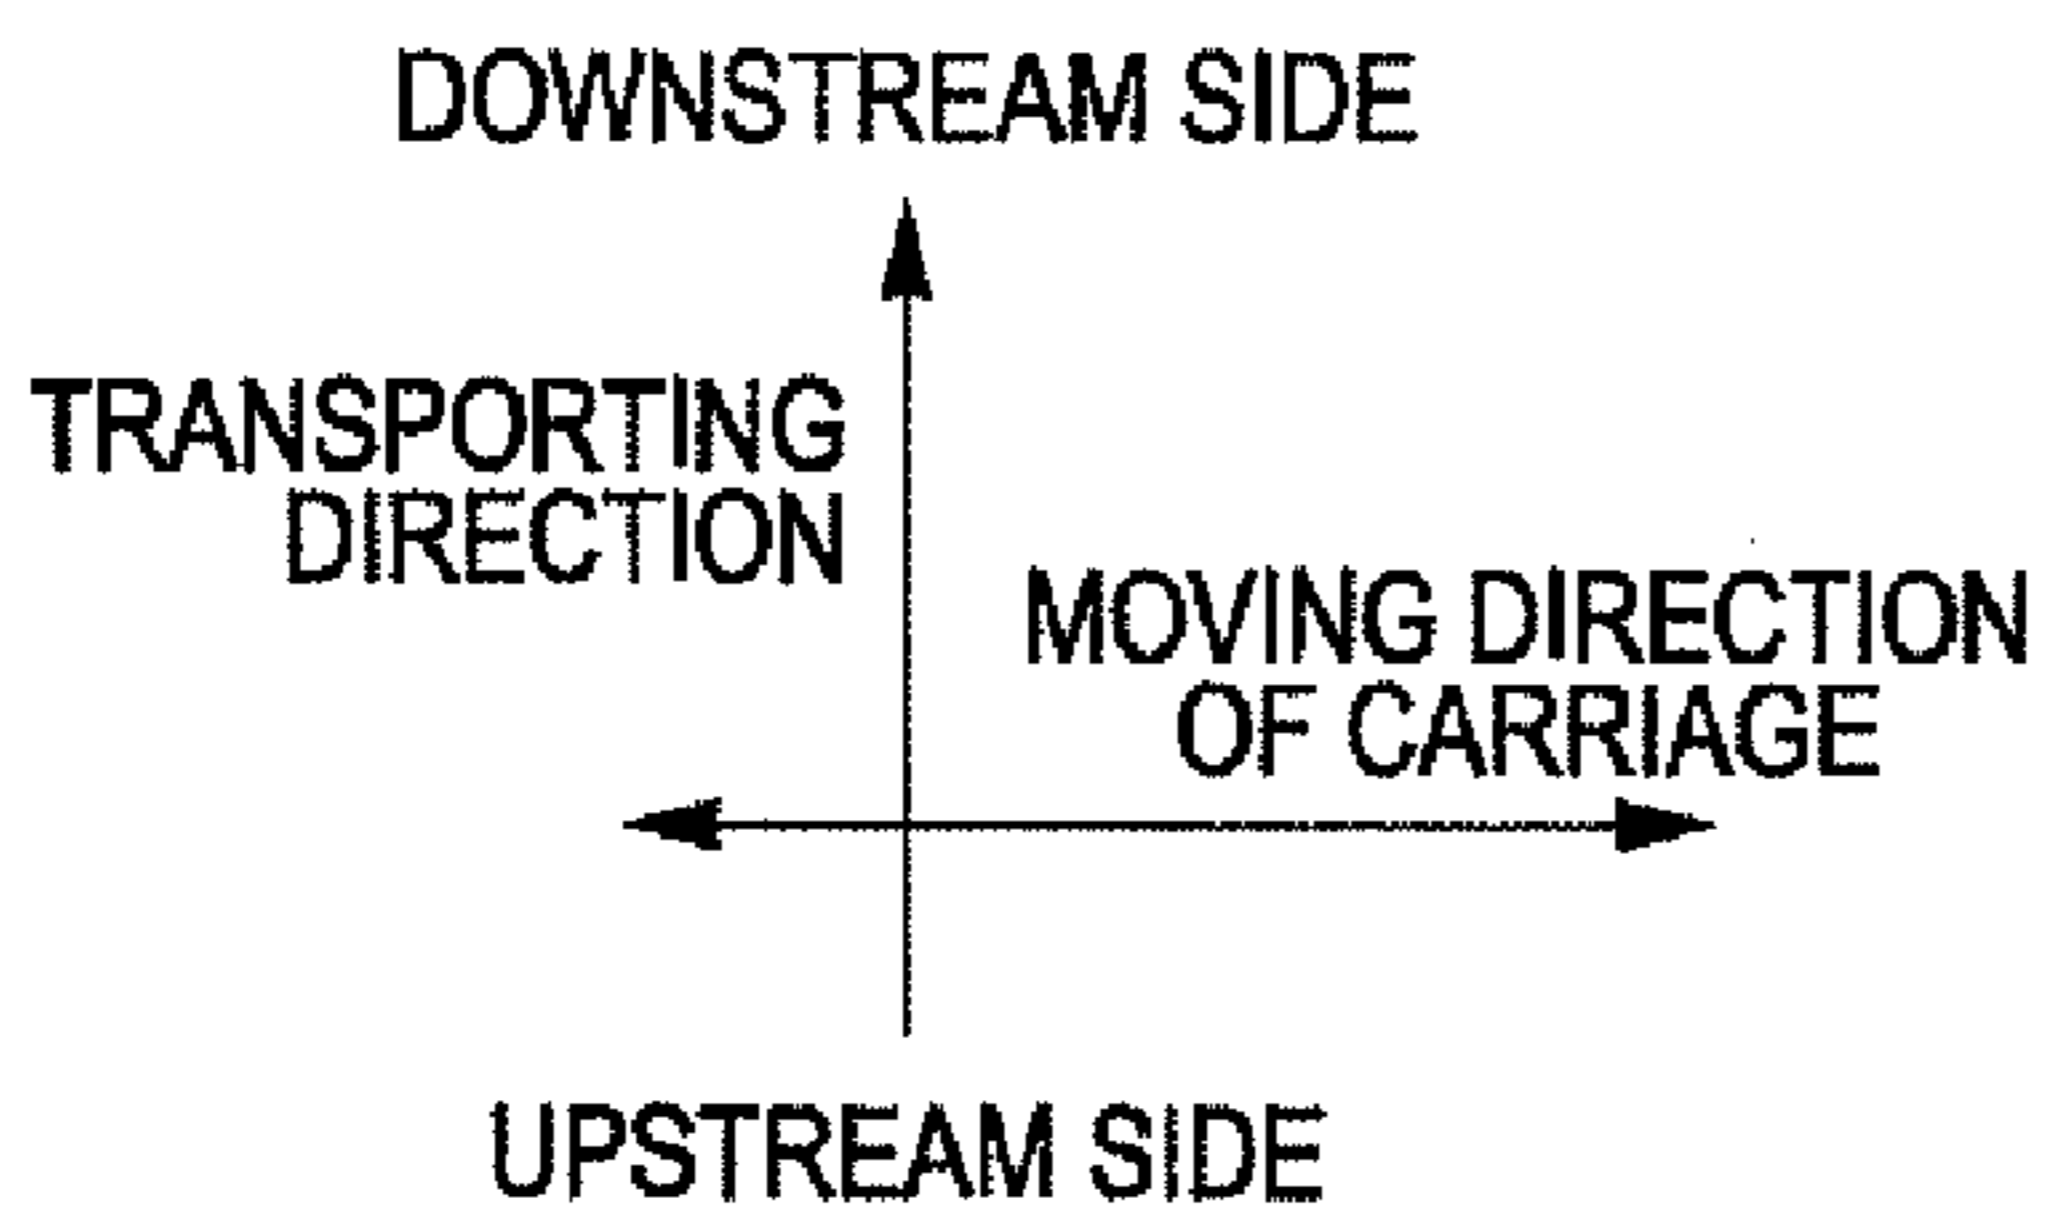 DOWNSTREAM SIDE
TRANSPORTING
DIRECTION
MOVING DIRECTION
OF CARRIAGE
UPSTREAM SIDE